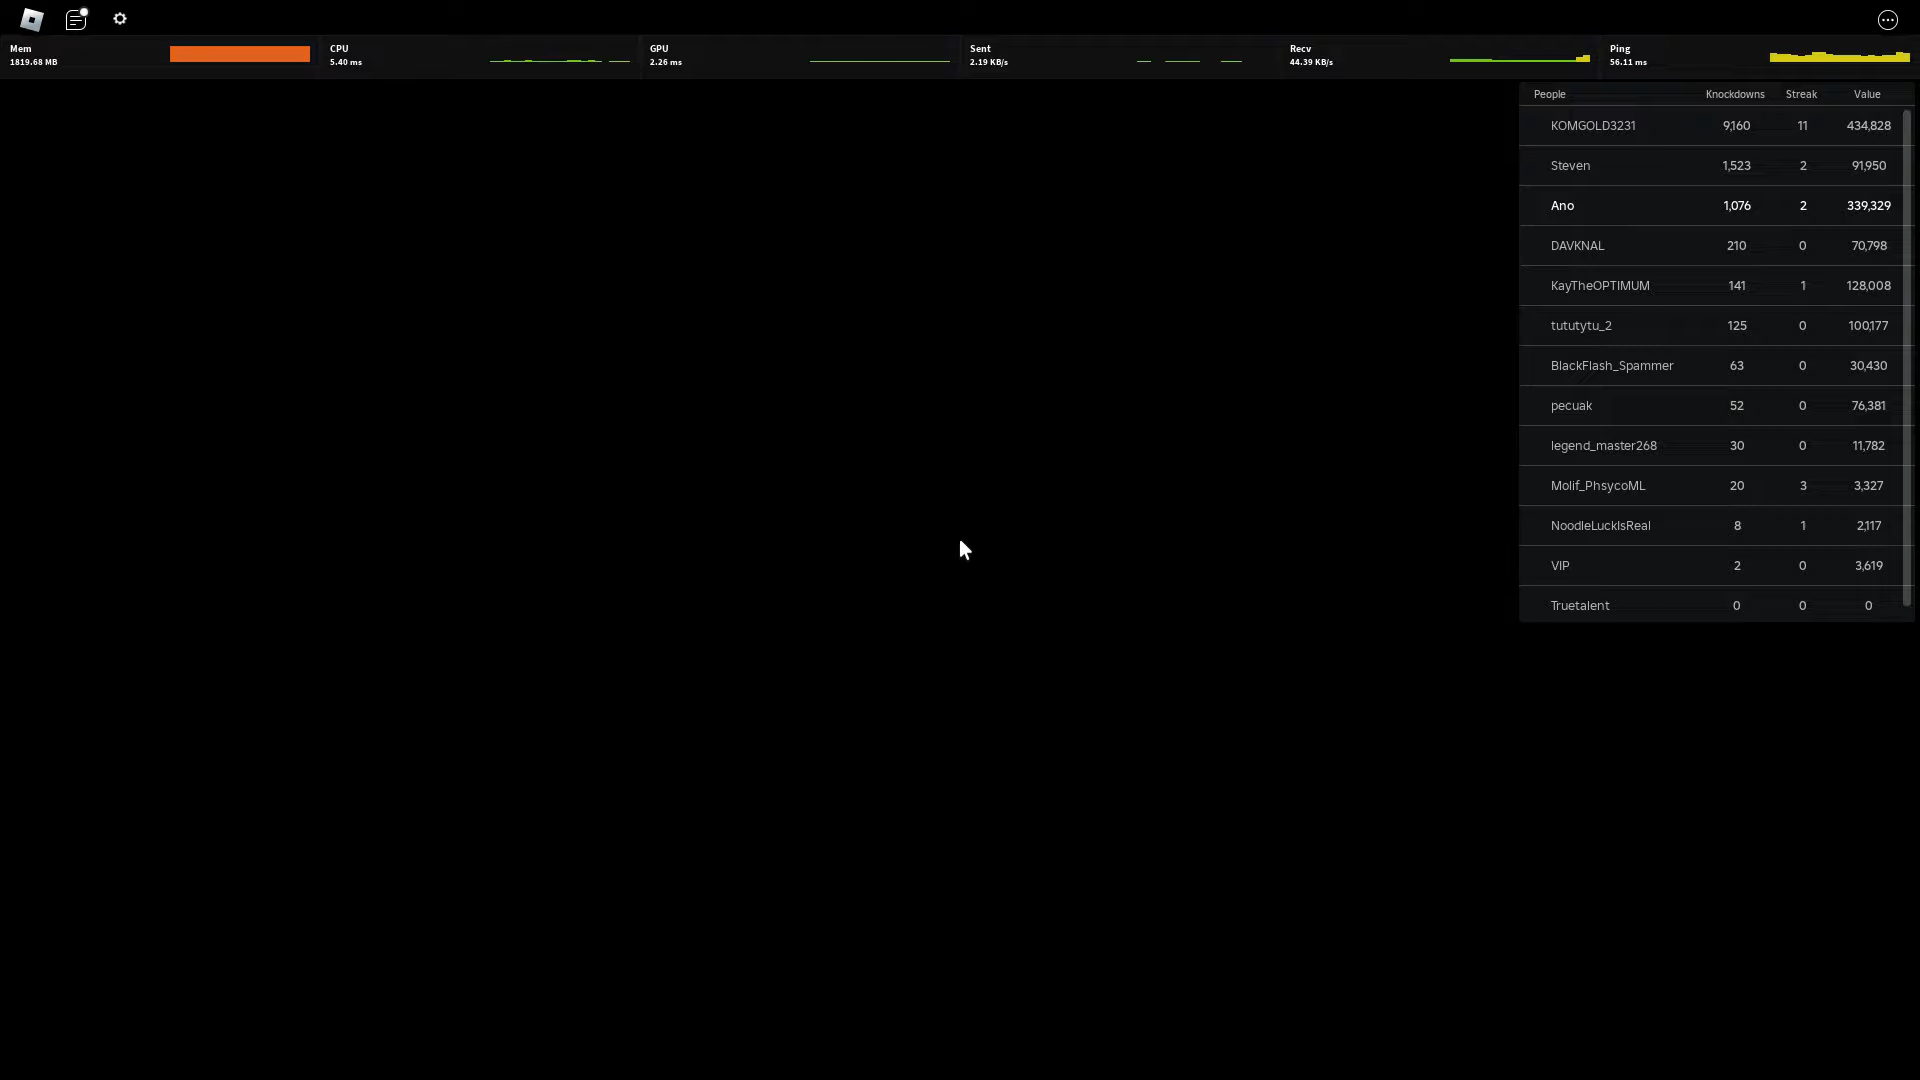 Mem CPU GPU Sent Recv Ping
1819.68 MB 5.40 ms 2.26 ms 2.19 KB/s 44.39 KB/s 56.11 ms
People Knockdowns Streak Value
KOMGOLD3231 9,160 11 434,828
Steven 1,523 2 91,950
Ano 1,076 2 339,329
DAVKNAL 210 0 70,798
KayTheOPTIMUM 141 1 128,008
tututytu_2 125 0 100,177
BlackFlash_Spammer 63 0 30,430
pecuak 52 0 76,381
legend_master268 30 0 11,782
Molif_PhsycoML 20 3 3,327
NoodleLuckIsReal 8 1 2,117
VIP 2 0 3,619
Truetalent 0 0 0